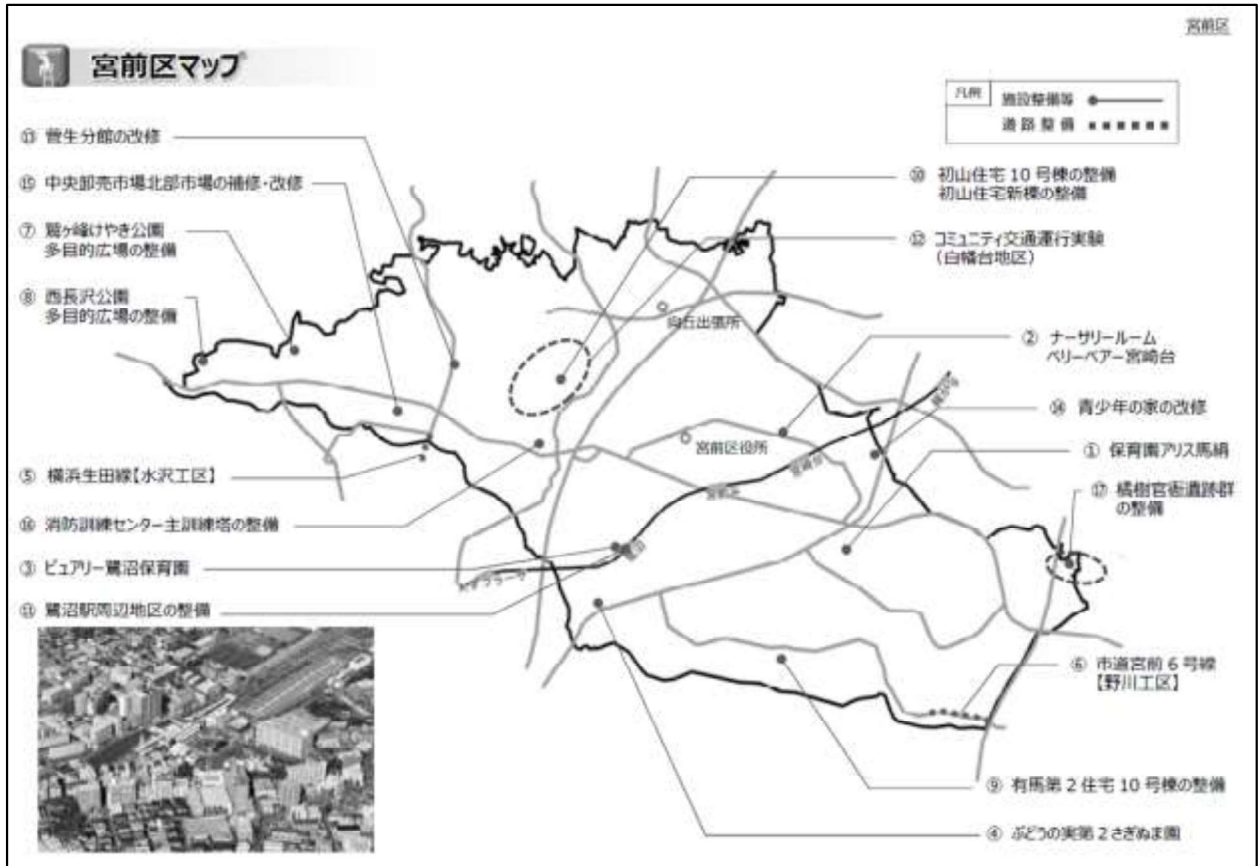 宮前区
宮前区マップ
凡例
施設整備等
道路整備
⑬ 菅生分館の改修
⑮ 中央卸売市場北部市場の補修・改修
⑦ 鷲ヶ峰けやき公園
多目的広場の整備
⑧ 西長沢公園
多目的広場の整備
⑩ 初山住宅10号棟の整備
初山住宅新棟の整備
⑫ コミュニティ交通運行実験
(白幡台地区)
向丘出張所
② ナーサリールーム
ベリーベアー宮崎台
⑭ 青少年の家の改修
宮前区役所
① 保育園アリス馬絹
⑤ 横浜生田線【水沢工区】
⑰ 橘樹官衙遺跡群
の整備
⑯ 消防訓練センター主訓練塔の整備
③ ピュアリー鷺沼保育園
⑪ 鷺沼駅周辺地区の整備
⑥ 市道宮前6号線
【野川工区】
⑨ 有馬第2住宅10号棟の整備
④ ぶどうの実第2さぎぬま園